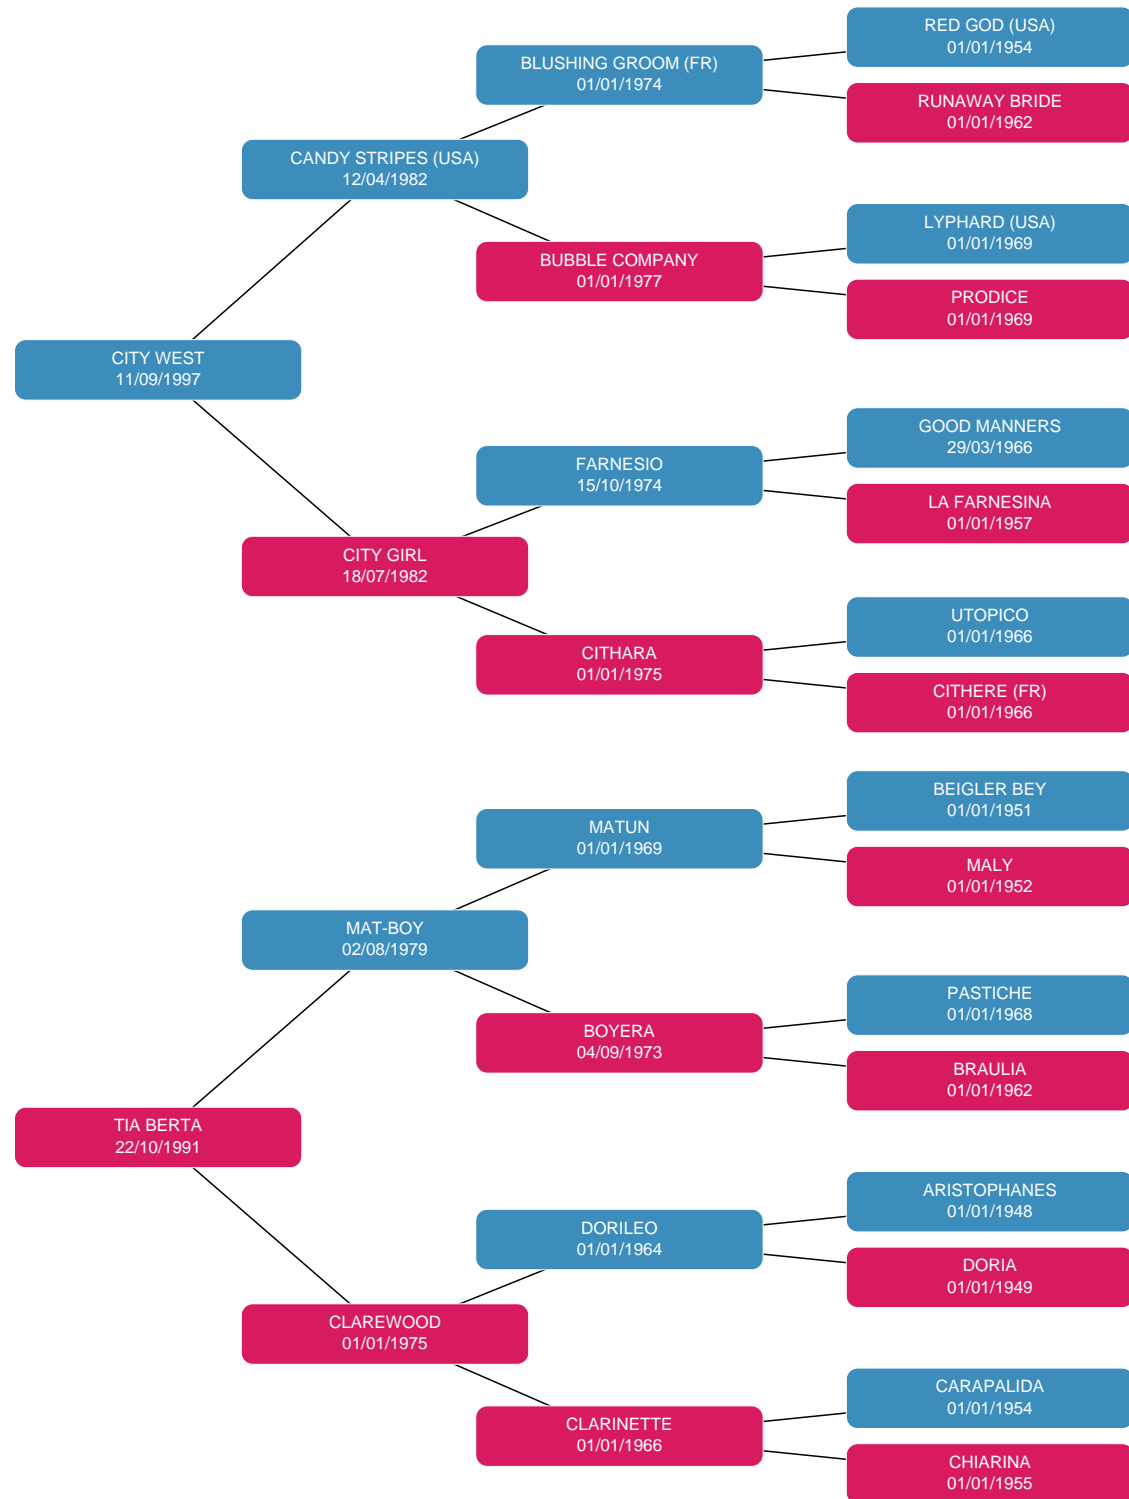 RED GOD (USA)
01/01/1954
BLUSHING GROOM (FR)
01/01/1974
RUNAWAY BRIDE
01/01/1962
CANDY STRIPES (USA)
12/04/1982
LYPHARD (USA)
01/01/1969
BUBBLE COMPANY
01/01/1977
PRODICE
01/01/1969
CITY WEST
11/09/1997
GOOD MANNERS
29/03/1966
FARNESIO
15/10/1974
LA FARNESINA
01/01/1957
CITY GIRL
18/07/1982
UTOPICO
01/01/1966
CITHARA
01/01/1975
CITHERE (FR)
01/01/1966
BEIGLER BEY
01/01/1951
MATUN
01/01/1969
MALY
01/01/1952
MAT-BOY
02/08/1979
PASTICHE
01/01/1968
BOYERA
04/09/1973
BRAULIA
01/01/1962
TIA BERTA
22/10/1991
ARISTOPHANES
01/01/1948
DORILEO
01/01/1964
DORIA
01/01/1949
CLAREWOOD
01/01/1975
CARAPALIDA
01/01/1954
CLARINETTE
01/01/1966
CHIARINA
01/01/1955